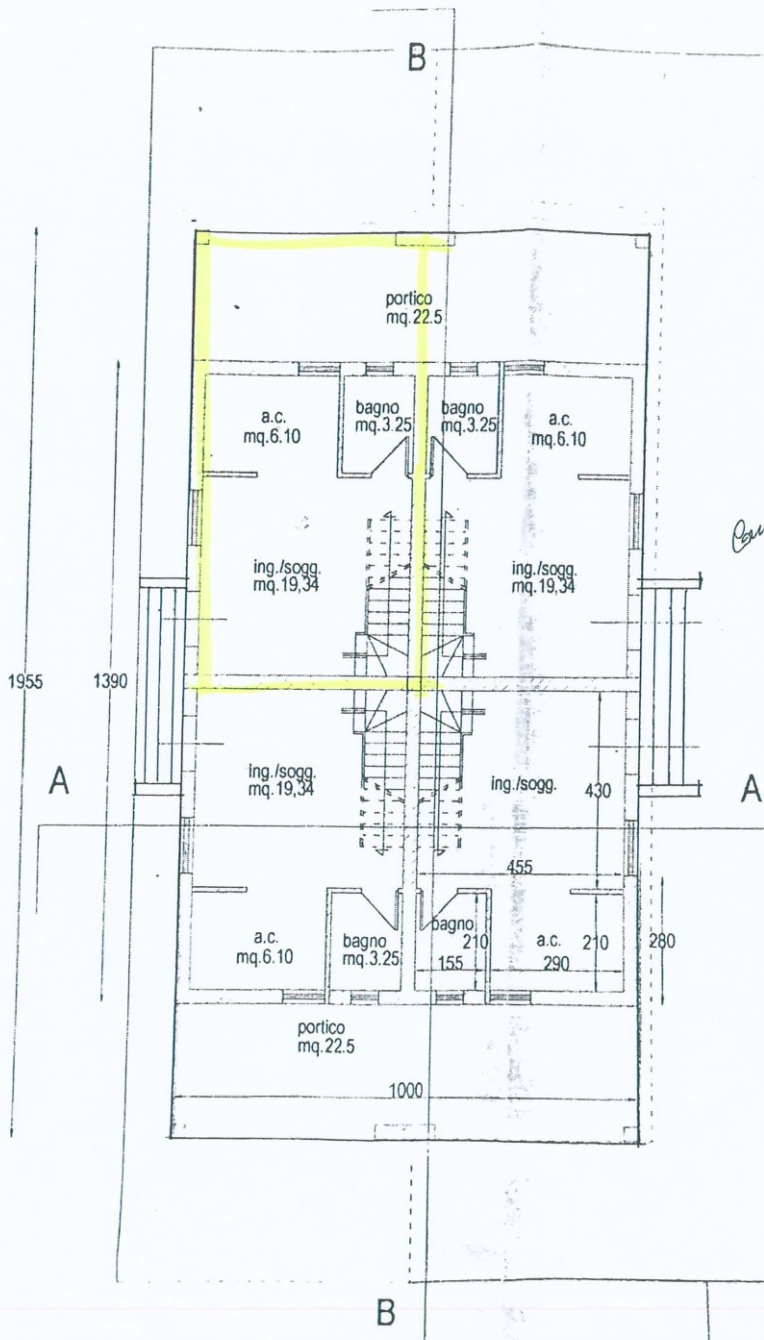 B
portico
mq.22.5
a.c.
mq.6.10
bagno
mq.3.25
bagno
mq.3.25
a.c.
mq.6.10
ing./sogg.
mq.19,34
ing./sogg.
mq.19,34
1955
1390
A
ing./sogg.
mq.19,34
ing./sogg.
430
A
455
a.c.
mq.6.10
bagno
mq.3.25
bagno
210
155
a.c.
290
210
280
portico
mq.22.5
1000
B